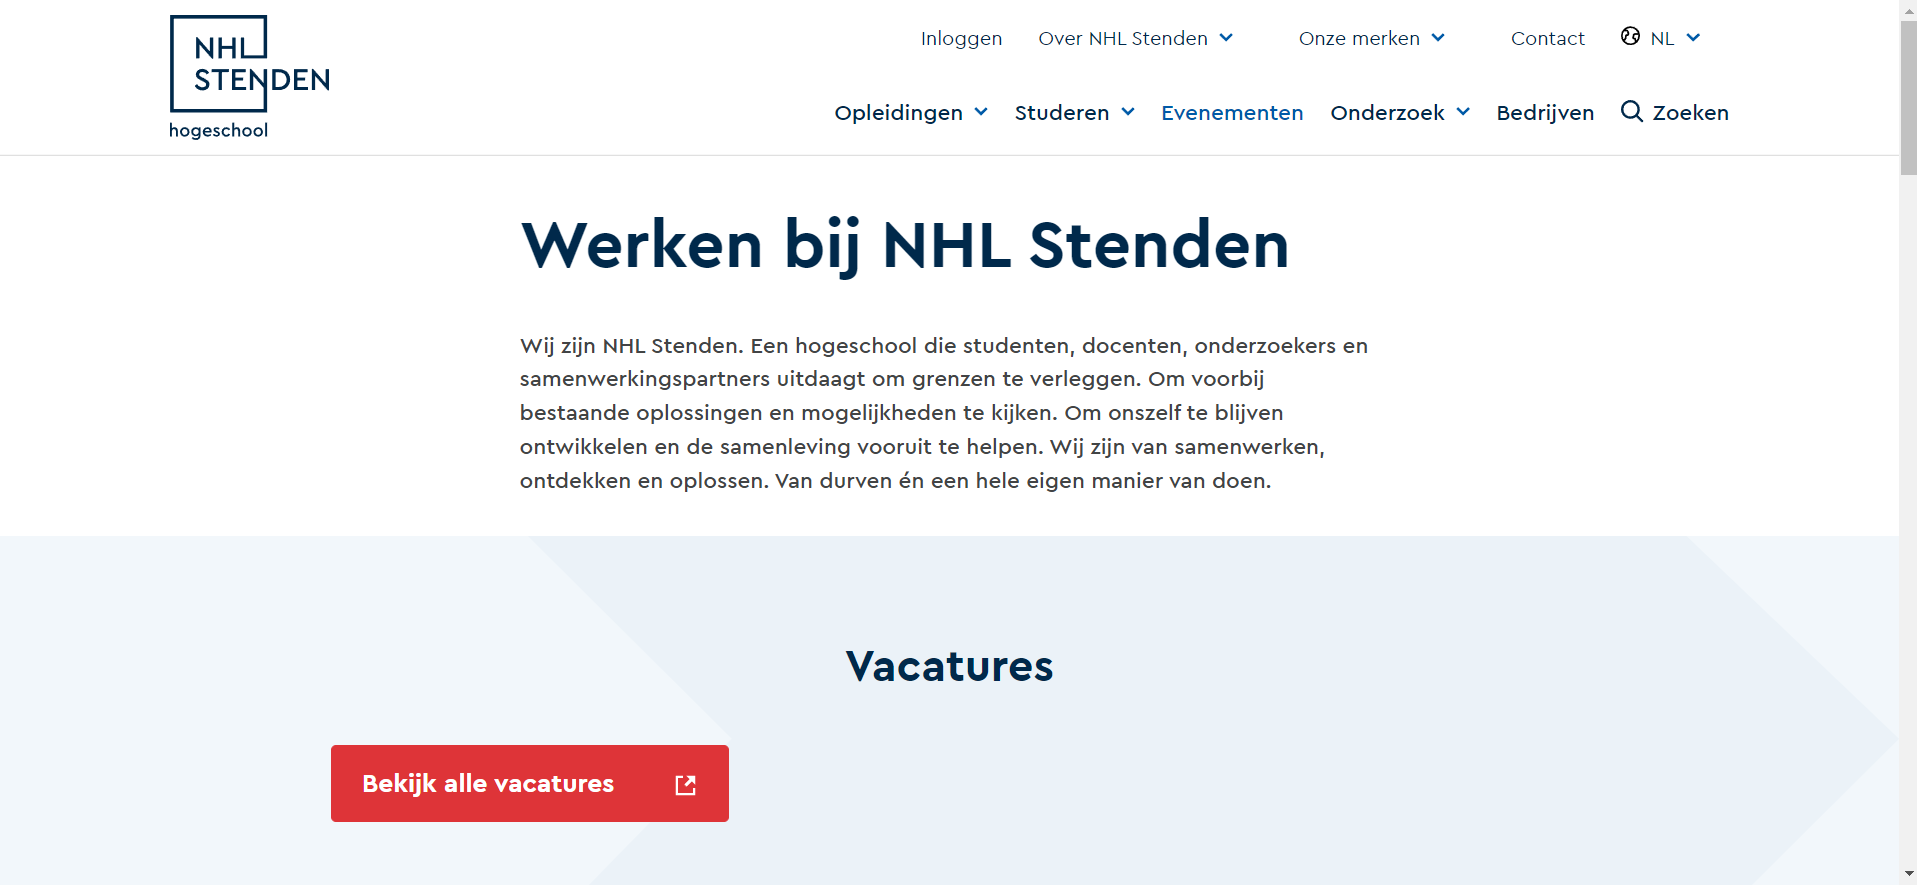 NHL
STENDEN
hogeschool
Inloggen Over NHL Stenden Onze merken Contact NL
Opleidingen Studeren Evenementen Onderzoek Bedrijven Zoeken
Werken bij NHL Stenden
Wij zijn NHL Stenden. Een hogeschool die studenten, docenten, onderzoekers en
samenwerkingspartners uitdaagt om grenzen te verleggen. Om voorbij
bestaande oplossingen en mogelijkheden te kijken. Om onszelf te blijven
ontwikkelen en de samenleving vooruit te helpen. Wij zijn van samenwerken,
ontdekken en oplossen. Van durven én een hele eigen manier van doen.
Vacatures
Bekijk alle vacatures